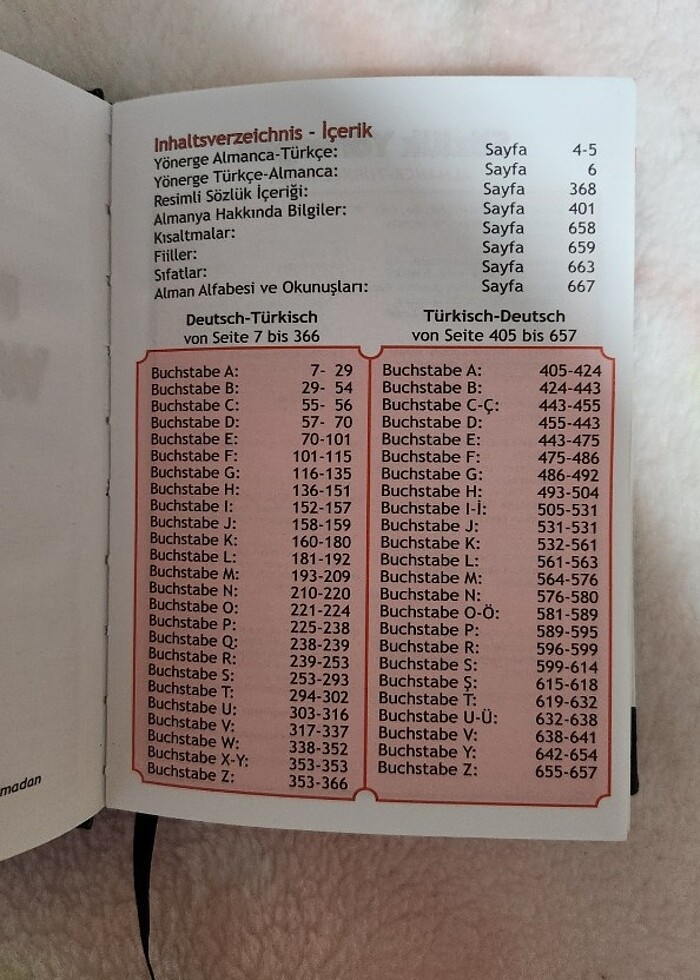 Inhaltsverzeichnis - İçerik
Yönerge Almanca-Türkçe: Sayfa 4-5
Yönerge Türkçe-Almanca: Sayfa 6
Resimli Sözlük İçeriği: Sayfa 368
Almanya Hakkında Bilgiler: Sayfa 401
Kısaltmalar: Sayfa 658
Fiiller: Sayfa 659
Sıfatlar: Sayfa 663
Alman Alfabesi ve Okunuşları: Sayfa 667
Deutsch-Türkisch
von Seite 7 bis 366
Buchstabe A: 7- 29
Buchstabe B: 29- 54
Buchstabe C: 55- 56
Buchstabe D: 57- 70
Buchstabe E: 70-101
Buchstabe F: 101-115
Buchstabe G: 116-135
Buchstabe H: 136-151
Buchstabe I: 152-157
Buchstabe J: 158-159
Buchstabe K: 160-180
Buchstabe L: 181-192
Buchstabe M: 193-209
Buchstabe N: 210-220
Buchstabe O: 221-224
Buchstabe P: 225-238
Buchstabe Q: 238-239
Buchstabe R: 239-253
Buchstabe S: 253-293
Buchstabe T: 294-302
Buchstabe U: 303-316
Buchstabe V: 317-337
Buchstabe W: 338-352
Buchstabe X-Y: 353-353
Buchstabe Z: 353-366
Türkisch-Deutsch
von Seite 405 bis 657
Buchstabe A: 405-424
Buchstabe B: 424-443
Buchstabe C-Ç: 443-455
Buchstabe D: 455-443
Buchstabe E: 443-475
Buchstabe F: 475-486
Buchstabe G: 486-492
Buchstabe H: 493-504
Buchstabe I-İ: 505-531
Buchstabe J: 531-531
Buchstabe K: 532-561
Buchstabe L: 561-563
Buchstabe M: 564-576
Buchstabe N: 576-580
Buchstabe O-Ö: 581-589
Buchstabe P: 589-595
Buchstabe R: 596-599
Buchstabe S: 599-614
Buchstabe Ş: 615-618
Buchstabe T: 619-632
Buchstabe U-Ü: 632-638
Buchstabe V: 638-641
Buchstabe Y: 642-654
Buchstabe Z: 655-657
madan